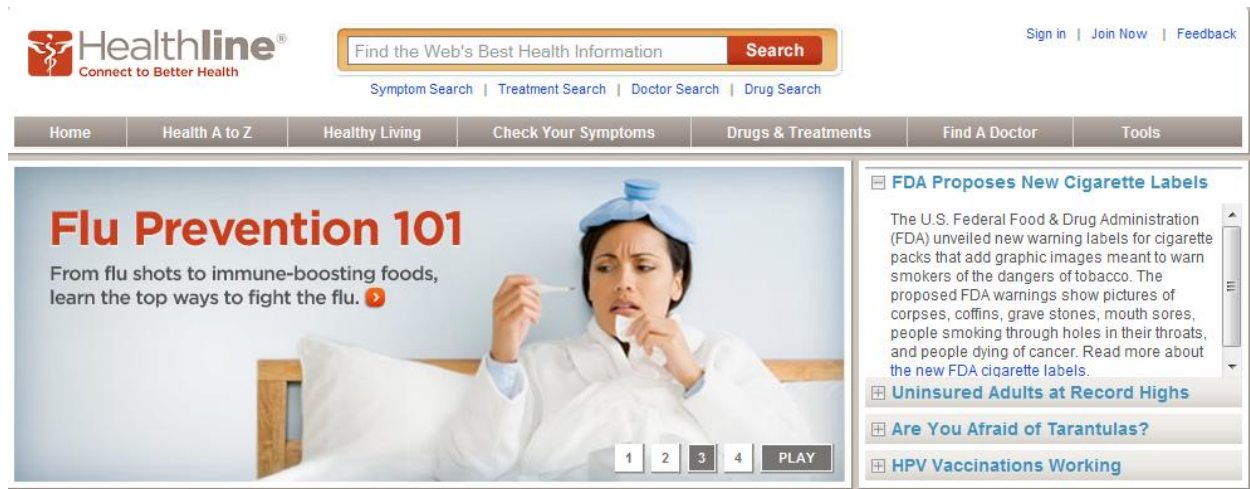 Healthline®
Connect to Better Health
Find the Web's Best Health Information
Search
Symptom Search | Treatment Search | Doctor Search | Drug Search
Sign in | Join Now | Feedback
Home
Health A to Z
Healthy Living
Check Your Symptoms
Drugs & Treatments
Find A Doctor
Tools
Flu Prevention 101
From flu shots to immune-boosting foods,
learn the top ways to fight the flu.
1
2
3
4
PLAY
FDA Proposes New Cigarette Labels
The U.S. Federal Food & Drug Administration
(FDA) unveiled new warning labels for cigarette
packs that add graphic images meant to warn
smokers of the dangers of tobacco. The
proposed FDA warnings show pictures of
corpses, coffins, grave stones, mouth sores,
people smoking through holes in their throats,
and people dying of cancer. Read more about
the new FDA cigarette labels.
Uninsured Adults at Record Highs
Are You Afraid of Tarantulas?
HPV Vaccinations Working